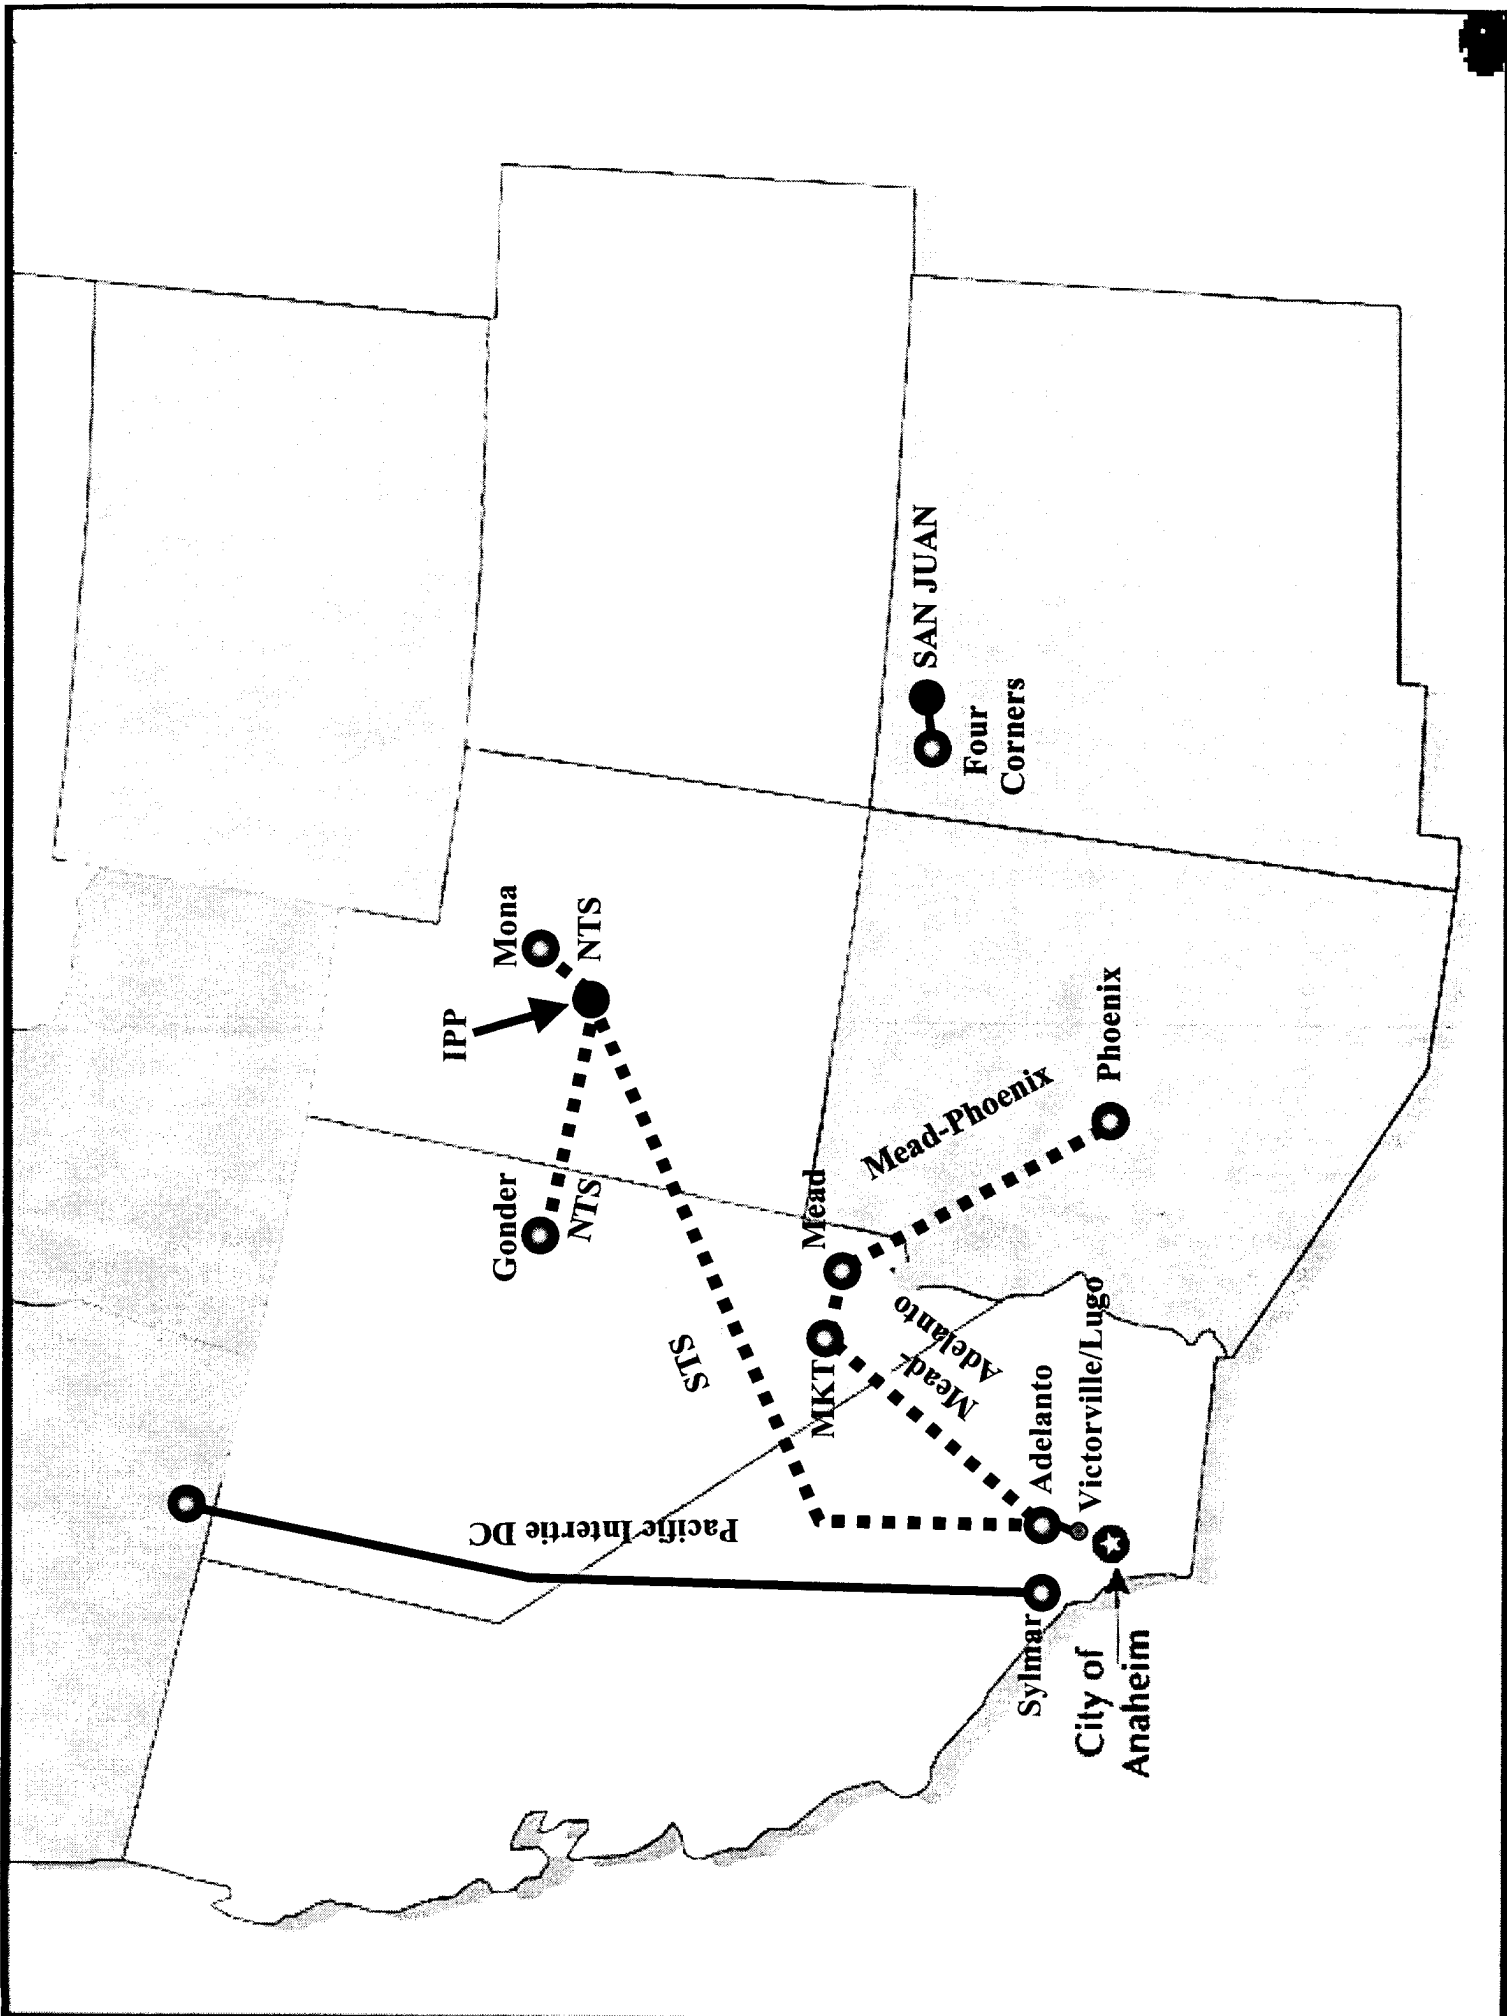 Mona
NTS
IPP
Gonder
NTS
STS
Pacific Intertie DC
SAN JUAN
Four
Corners
Mead
MKT
Mead-Phoenix
Phoenix
Mead-
Adelanto
Adelanto
Victorville/Lugo
Sylmar
City of
Anaheim